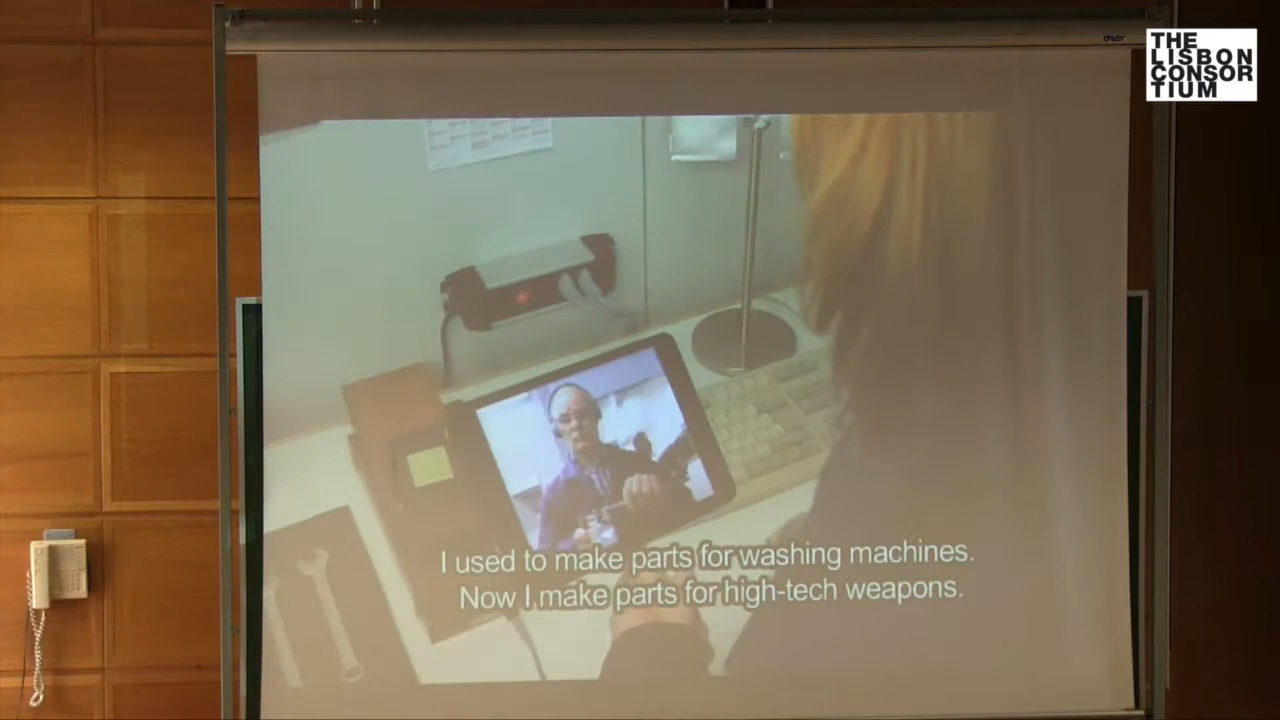 THE
LISBON
CONSOR
TIUM
I used to make parts for washing machines.
Now I make parts for high-tech weapons.